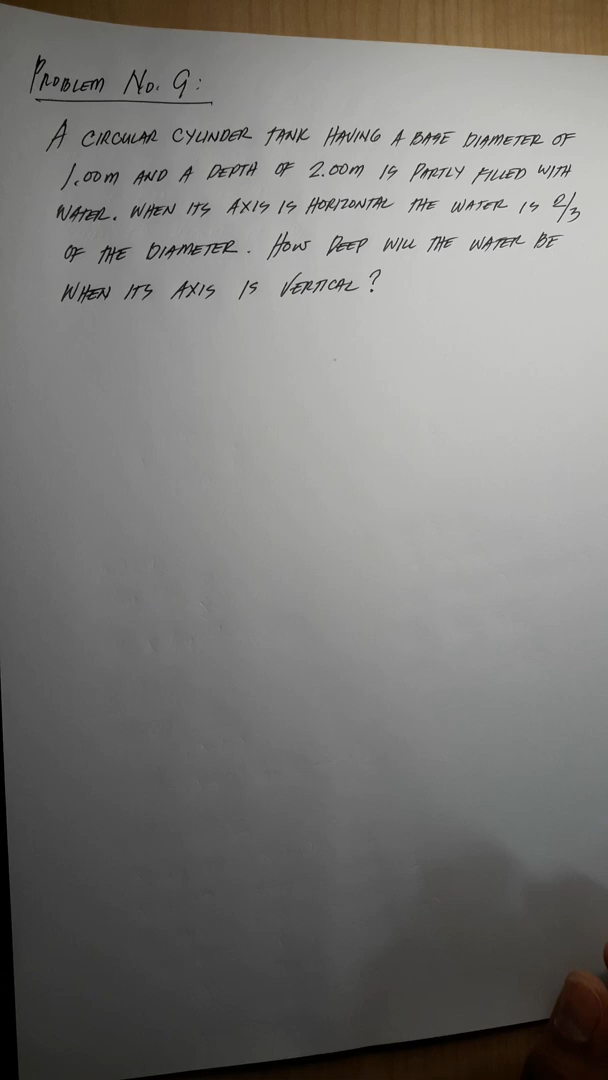 PROBLEM No. 9:
A CIRCULAR CYLINDER TANK HAVING A BASE DIAMETER OF
1.00m AND A DEPTH OF 2.00m IS PARTLY FILLED WITH
WATER. WHEN ITS AXIS IS HORIZONTAL THE WATER IS 2/3
OF THE DIAMETER. HOW DEEP WILL THE WATER BE
WHEN ITS AXIS IS VERTICAL?